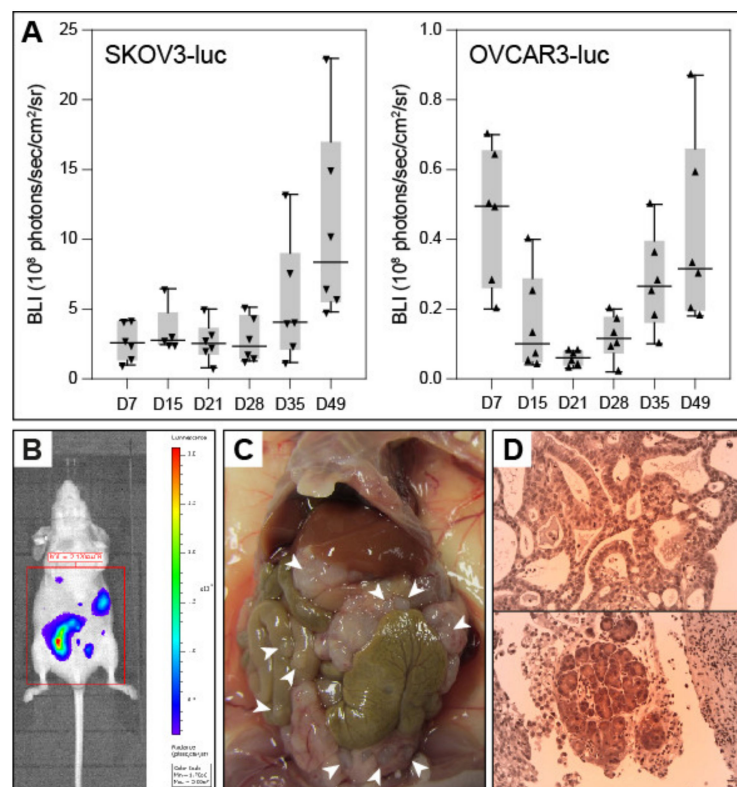 A
SKOV3-luc
BLI (10⁸ photons/sec/cm²/sr)
25
20
15
10
5
0
D7 D15 D21 D28 D35 D49
OVCAR3-luc
BLI (10⁸ photons/sec/cm²/sr)
1.0
0.8
0.6
0.4
0.2
0.0
D7 D15 D21 D28 D35 D49
B
C
D